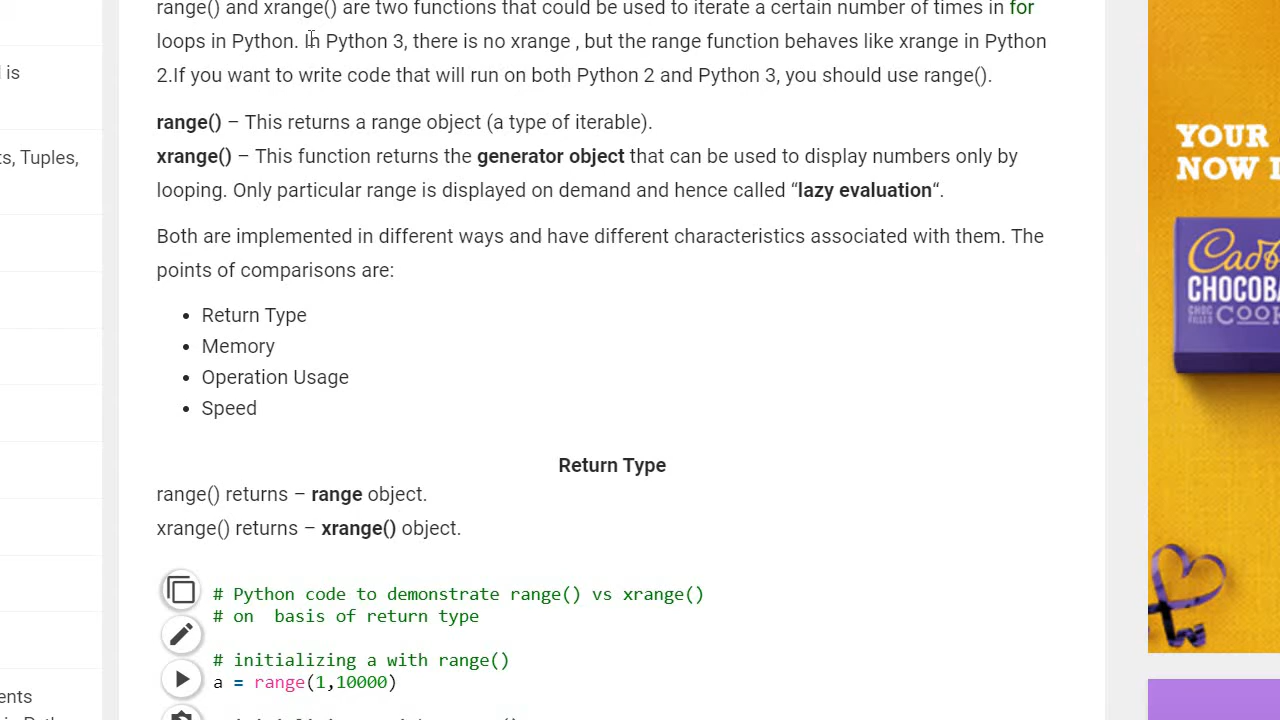 range() and xrange() are two functions that could be used to iterate a certain number of times in for
loops in Python. In Python 3, there is no xrange , but the range function behaves like xrange in Python
2.If you want to write code that will run on both Python 2 and Python 3, you should use range().
is
range() – This returns a range object (a type of iterable).
xrange() – This function returns the generator object that can be used to display numbers only by
looping. Only particular range is displayed on demand and hence called “lazy evaluation“.
ts, Tuples,
Both are implemented in different ways and have different characteristics associated with them. The
points of comparisons are:
• Return Type
• Memory
• Operation Usage
• Speed
Return Type
range() returns – range object.
xrange() returns – xrange() object.
# Python code to demonstrate range() vs xrange()
# on  basis of return type
# initializing a with range()
a = range(1,10000)
ents
YOUR
NOW I
Cadb
CHOCOBA
CHOC
FILLED
COOK